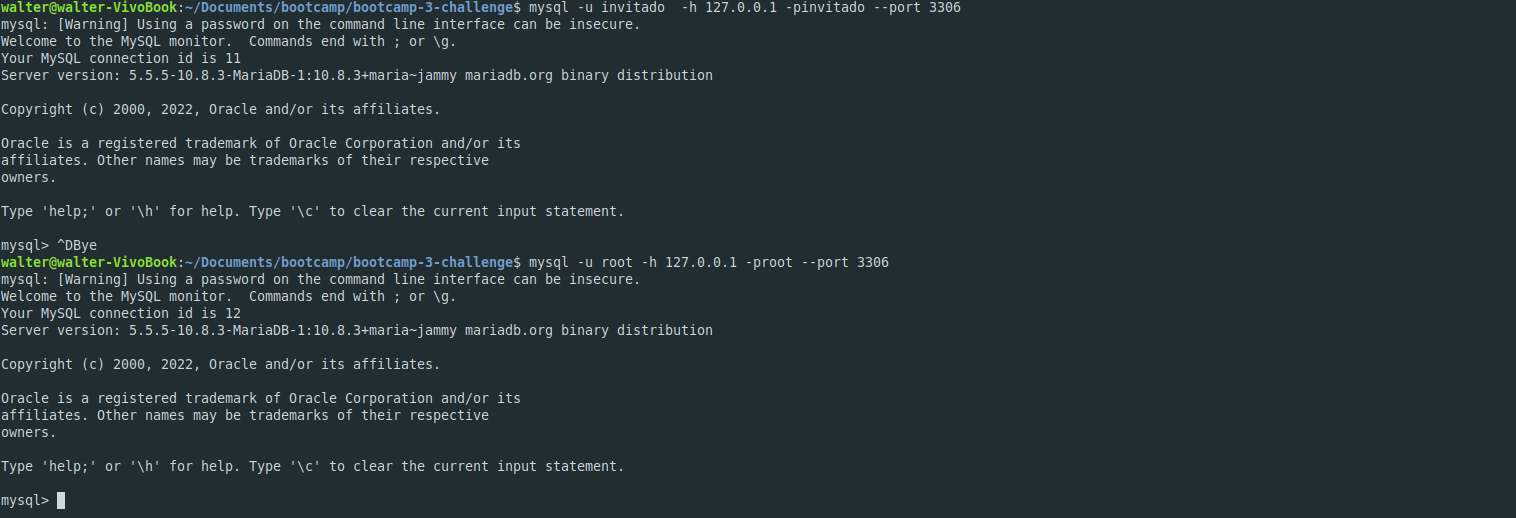 walter@walter-VivoBook:~/Documents/bootcamp/bootcamp-3-challenge$ mysql -u invitado  -h 127.0.0.1 -pinvitado --port 3306
mysql: [Warning] Using a password on the command line interface can be insecure.
Welcome to the MySQL monitor.  Commands end with ; or \g.
Your MySQL connection id is 11
Server version: 5.5.5-10.8.3-MariaDB-1:10.8.3+maria~jammy mariadb.org binary distribution

Copyright (c) 2000, 2022, Oracle and/or its affiliates.

Oracle is a registered trademark of Oracle Corporation and/or its
affiliates. Other names may be trademarks of their respective
owners.

Type 'help;' or '\h' for help. Type '\c' to clear the current input statement.

mysql> ^DBye
walter@walter-VivoBook:~/Documents/bootcamp/bootcamp-3-challenge$ mysql -u root -h 127.0.0.1 -proot --port 3306
mysql: [Warning] Using a password on the command line interface can be insecure.
Welcome to the MySQL monitor.  Commands end with ; or \g.
Your MySQL connection id is 12
Server version: 5.5.5-10.8.3-MariaDB-1:10.8.3+maria~jammy mariadb.org binary distribution

Copyright (c) 2000, 2022, Oracle and/or its affiliates.

Oracle is a registered trademark of Oracle Corporation and/or its
affiliates. Other names may be trademarks of their respective
owners.

Type 'help;' or '\h' for help. Type '\c' to clear the current input statement.

mysql>